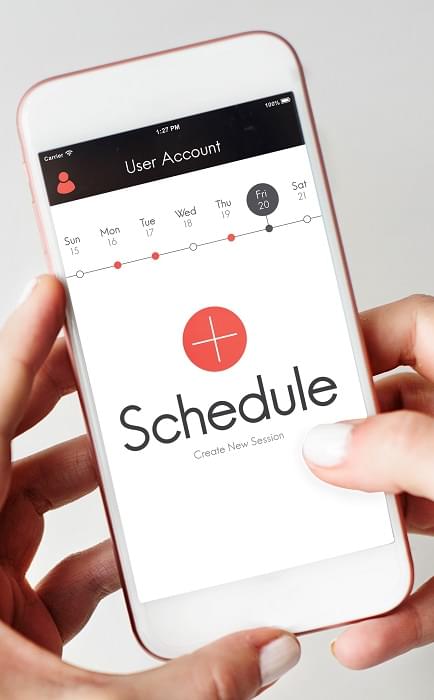 Carrier 1:27 PM 100%
User Account
Sun Mon Tue Wed Thu Fri Sat
15 16 17 18 19 20 21
Schedule
Create New Session